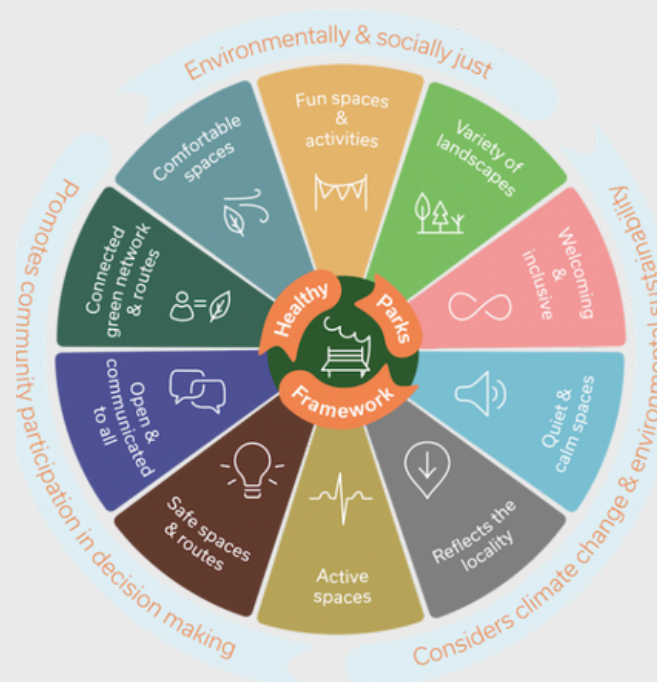 Environmentally & socially just
Fun spaces
&
activities
Variety of
landscapes
Welcoming
&
inclusive
Quiet &
calm spaces
Reflects the
locality
Active
spaces
Safe spaces
& routes
Open &
communicated
to all
Connected
green network
& routes
Comfortable
spaces
Healthy
Parks
Framework
Considers climate change & environmental sustainability
Promotes community participation in decision making